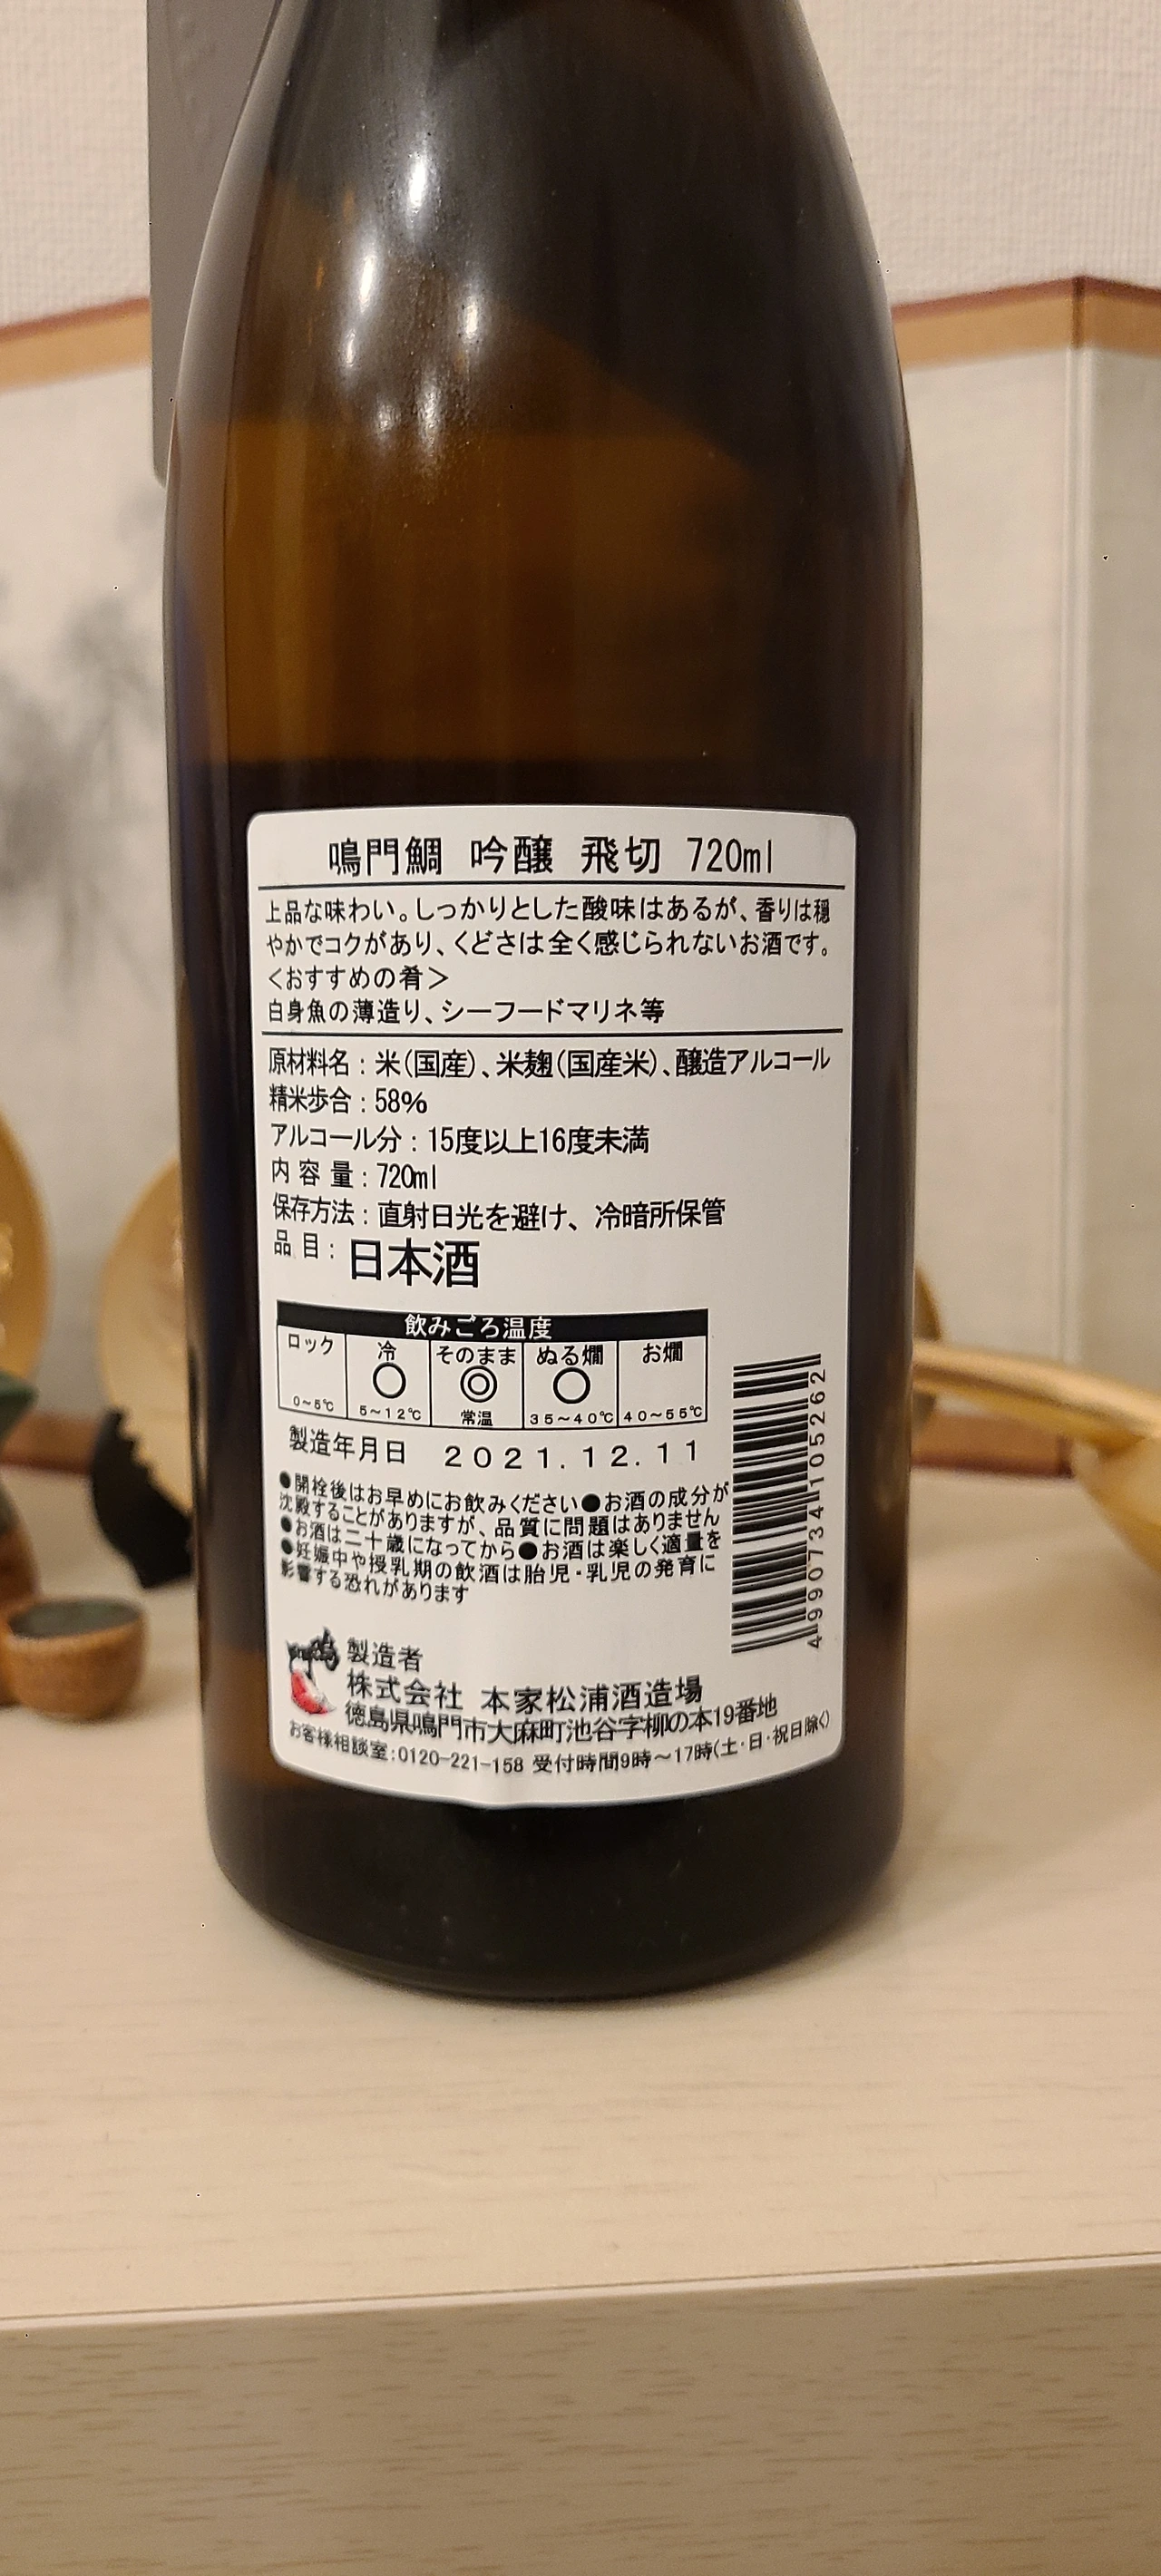 鳴門鯛 吟醸 飛切 720ml
上品な味わい。しっかりとした酸味はあるが、香りは穏
やかでコクがあり、くどさは全く感じられないお酒です。
＜おすすめの肴＞
白身魚の薄造り、シーフードマリネ等
原材料名：米（国産）、米麹（国産米）、醸造アルコール
精米歩合：58%
アルコール分：15度以上16度未満
内容量：720ml
保存方法：直射日光を避け、冷暗所保管
品目：日本酒
飲みごろ温度
ロック 冷 そのまま ぬる燗 お燗
○ ◎ ○
0～5℃ 5～12℃ 常温 35～40℃ 40～55℃
製造年月日 2021.12.11
●開栓後はお早めにお飲みください●お酒の成分が
沈殿することがありますが、品質に問題はありません
●お酒は二十歳になってから●お酒は楽しく適量を
●妊娠中や授乳期の飲酒は胎児・乳児の発育に
影響する恐れがあります
4990734105262
鳴
製造者
株式会社 本家松浦酒造場
徳島県鳴門市大麻町池谷字柳の本19番地
お客様相談室：0120-221-158 受付時間9時～17時（土・日・祝日除く）